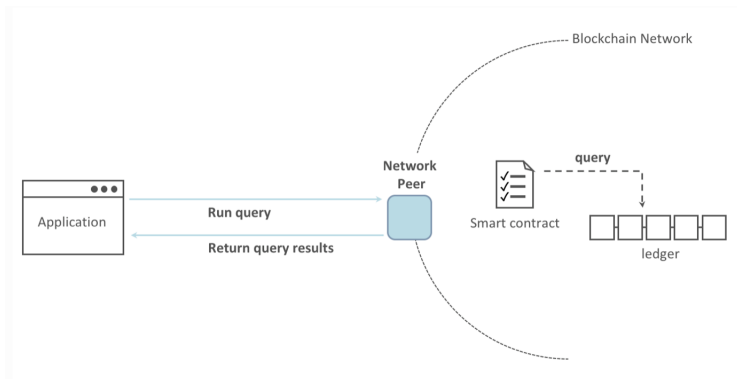 Blockchain Network
Network
Peer
query
Application
Run query
Smart contract
Return query results
ledger